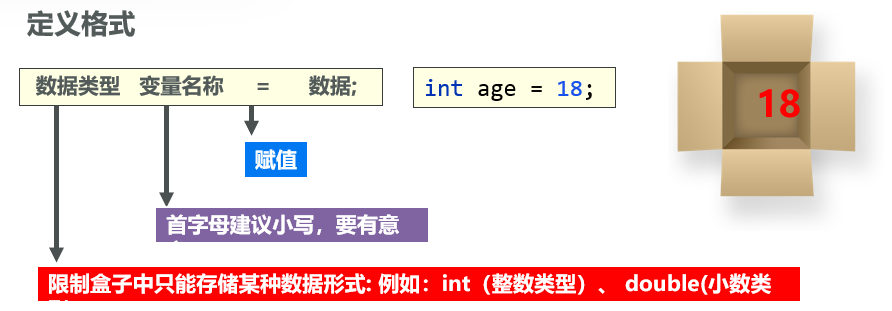 定义格式
数据类型 变量名称 = 数据;
int age = 18;
18
赋值
首字母建议小写，要有意
限制盒子中只能存储某种数据形式: 例如：int（整数类型）、 double(小数类